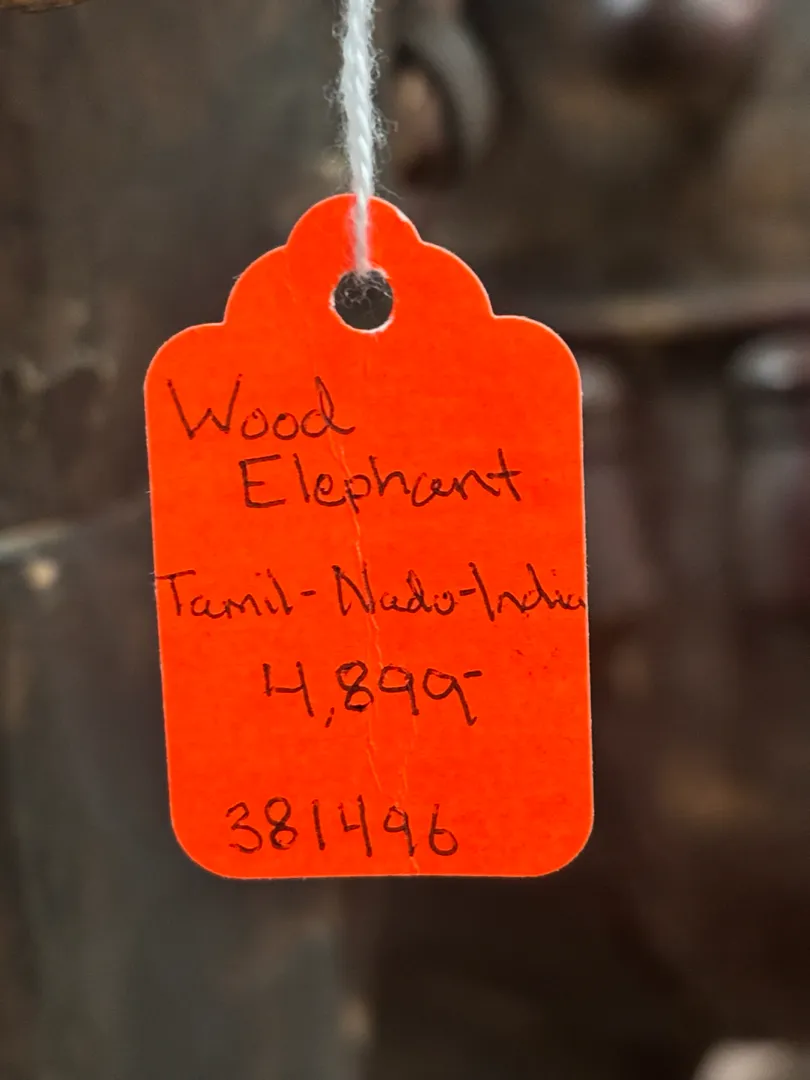 Wood
Elephant
Tamil-Nado-India
4,899-
381496